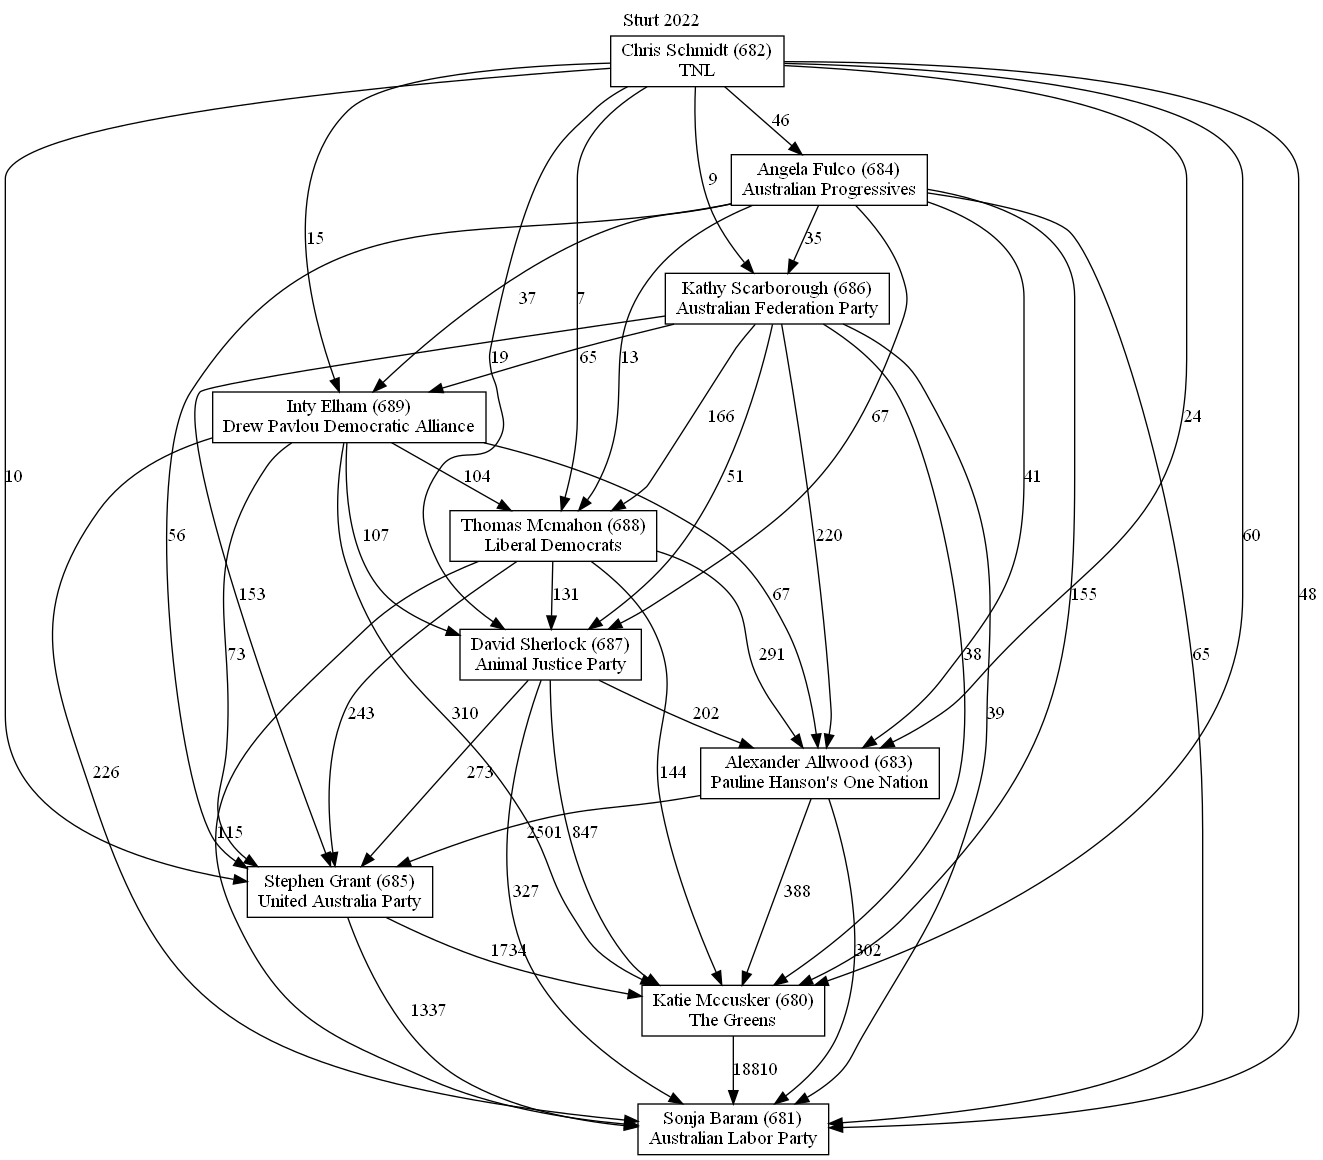 Sturt 2022
Chris Schmidt (682)
TNL
46
Angela Fulco (684)
Australian Progressives
9
15
35
Kathy Scarborough (686)
Australian Federation Party
37
7
19
65
13
Inty Elham (689)
Drew Pavlou Democratic Alliance
166
67
24
10
104
51
41
Thomas Mcmahon (688)
Liberal Democrats
56
107
220
60
153
131
67
155
48
David Sherlock (687)
Animal Justice Party
73
291
38
65
243
310
202
39
Alexander Allwood (683)
Pauline Hanson's One Nation
226
273
144
115
2501
847
Stephen Grant (685)
United Australia Party
327
388
1734
302
Katie Mccusker (680)
The Greens
1337
18810
Sonja Baram (681)
Australian Labor Party